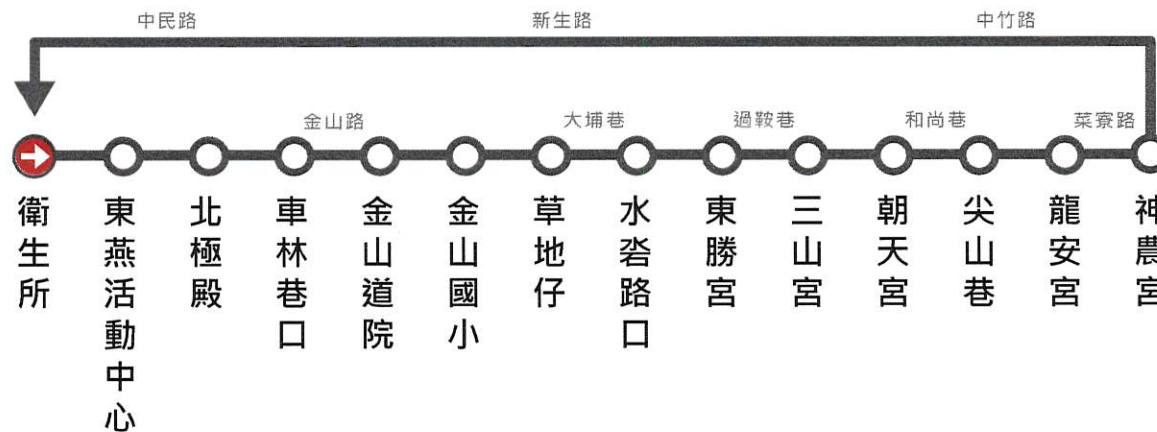 中民路
新生路
中竹路
金山路
大埔巷
過鞍巷
和尚巷
菜寮路
衛生所
東燕活動中心
北極殿
車林巷口
金山道院
金山國小
草地仔
水砻路口
東勝宮
三山宮
朝天宮
尖山巷
龍安宮
神農宮